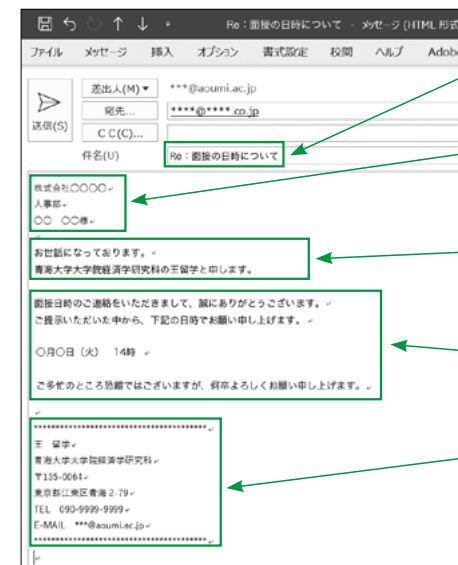 Re：面接の日時について - メッセージ (HTML 形式
ファイル メッセージ 挿入 オプション 書式設定 校閲 ヘルプ Adob
送信(S)
差出人(M)▼ ***@aoumi.ac.jp
宛先... ****@****.co.jp
CC(C)...
件名(U) Re：面接の日時について
株式会社〇〇〇〇
人事部
〇〇 〇〇様
お世話になっております。
青海大学大学院経済学研究科の王留学と申します。
面接日時のご連絡をいただきまして、誠にありがとうございます。
ご提示いただいた中から、下記の日時でお願い申し上げます。
〇月〇日（火） 14時
ご多忙のところ恐縮ではございますが、何卒よろしくお願い申し上げます。
****************************************
王 留学
青海大学大学院経済学研究科
〒135-0064
東京都江東区青海 2-79
TEL 090-9999-9999
E-MAIL ***@aoumi.ac.jp
****************************************